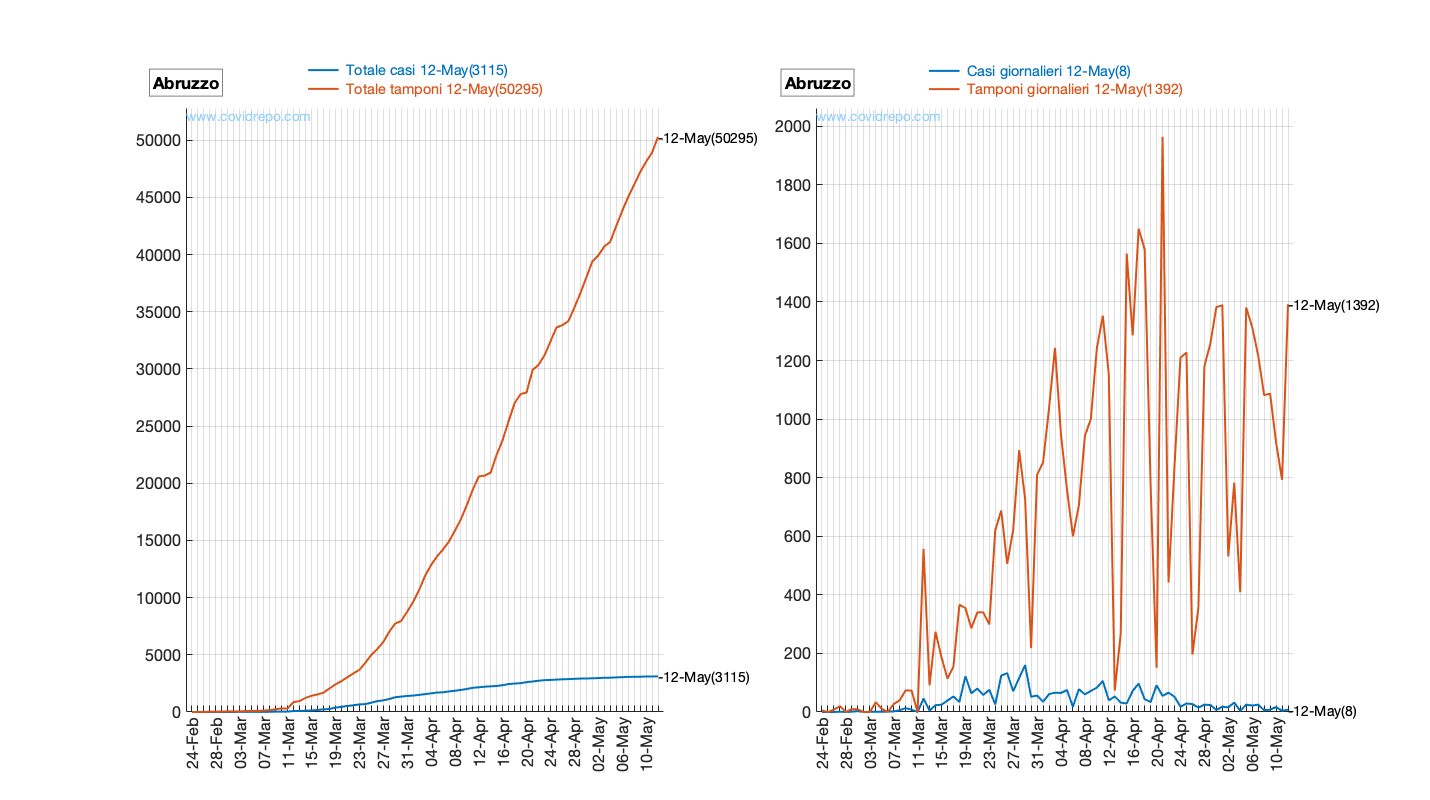 Abruzzo
Totale casi 12-May(3115)
Totale tamponi 12-May(50295)
www.covidrepo.com
50000
45000
40000
35000
30000
25000
20000
15000
10000
5000
0
12-May(50295)
12-May(3115)
24-Feb
28-Feb
03-Mar
07-Mar
11-Mar
15-Mar
19-Mar
23-Mar
27-Mar
31-Mar
04-Apr
08-Apr
12-Apr
16-Apr
20-Apr
24-Apr
28-Apr
02-May
06-May
10-May
Abruzzo
Casi giornalieri 12-May(8)
Tamponi giornalieri 12-May(1392)
www.covidrepo.com
2000
1800
1600
1400
1200
1000
800
600
400
200
0
12-May(1392)
12-May(8)
24-Feb
28-Feb
03-Mar
07-Mar
11-Mar
15-Mar
19-Mar
23-Mar
27-Mar
31-Mar
04-Apr
08-Apr
12-Apr
16-Apr
20-Apr
24-Apr
28-Apr
02-May
06-May
10-May